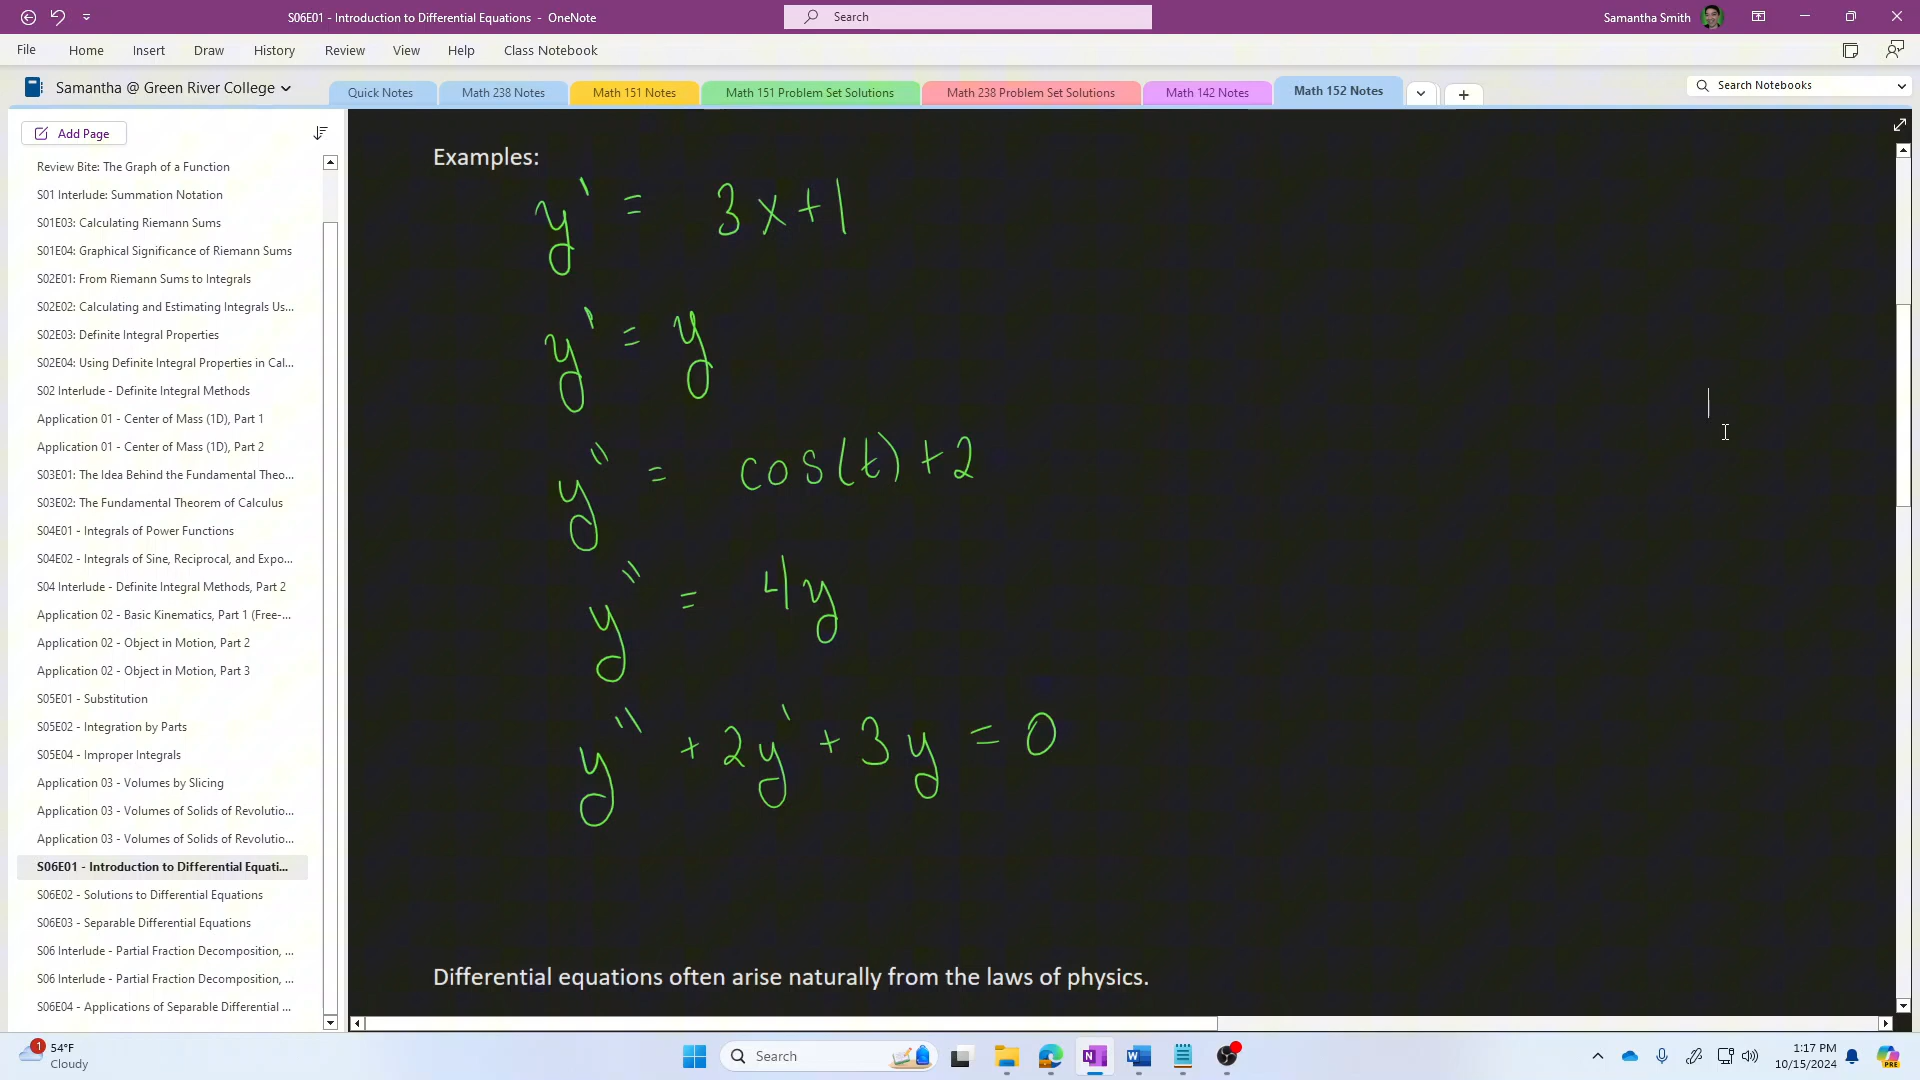 S06E01 - Introduction to Differential Equations - OneNote
Search
Samantha Smith
File Home Insert Draw History Review View Help Class Notebook
Samantha @ Green River College
Quick Notes
Math 238 Notes
Math 151 Notes
Math 151 Problem Set Solutions
Math 238 Problem Set Solutions
Math 142 Notes
Math 152 Notes
Search Notebooks
Add Page
Review Bite: The Graph of a Function
S01 Interlude: Summation Notation
S01E03: Calculating Riemann Sums
S01E04: Graphical Significance of Riemann Sums
S02E01: From Riemann Sums to Integrals
S02E02: Calculating and Estimating Integrals Us...
S02E03: Definite Integral Properties
S02E04: Using Definite Integral Properties in Cal...
S02 Interlude - Definite Integral Methods
Application 01 - Center of Mass (1D), Part 1
Application 01 - Center of Mass (1D), Part 2
S03E01: The Idea Behind the Fundamental Theo...
S03E02: The Fundamental Theorem of Calculus
S04E01 - Integrals of Power Functions
S04E02 - Integrals of Sine, Reciprocal, and Expo...
S04 Interlude - Definite Integral Methods, Part 2
Application 02 - Basic Kinematics, Part 1 (Free-...
Application 02 - Object in Motion, Part 2
Application 02 - Object in Motion, Part 3
S05E01 - Substitution
S05E02 - Integration by Parts
S05E04 - Improper Integrals
Application 03 - Volumes by Slicing
Application 03 - Volumes of Solids of Revolutio...
Application 03 - Volumes of Solids of Revolutio...
S06E01 - Introduction to Differential Equati...
S06E02 - Solutions to Differential Equations
S06E03 - Separable Differential Equations
S06 Interlude - Partial Fraction Decomposition, ...
S06 Interlude - Partial Fraction Decomposition, ...
S06E04 - Applications of Separable Differential ...
Examples:
y' = 3x+1
y' = y
y'' = cos(t)+2
y'' = 4y
y'' + 2y' + 3y = 0
Differential equations often arise naturally from the laws of physics.
1
54°F
Cloudy
Search
1:17 PM
10/15/2024
PRE